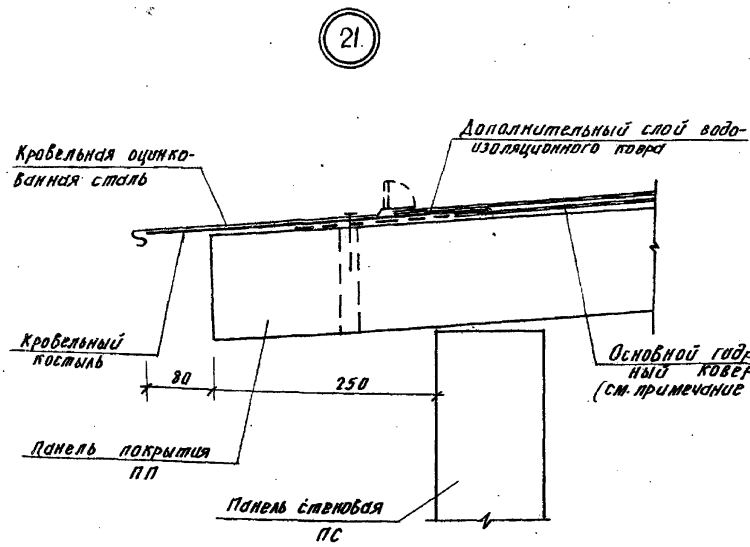 21.
Кровельная оцинко-
ванная сталь
Дополнительный слой водо-
изоляционного ковра
Кровельный
костыль
80
250
Основной гидр
ный ковер
(см. примечание
Панель покрытия
ПП
Панель стеновая
ПС